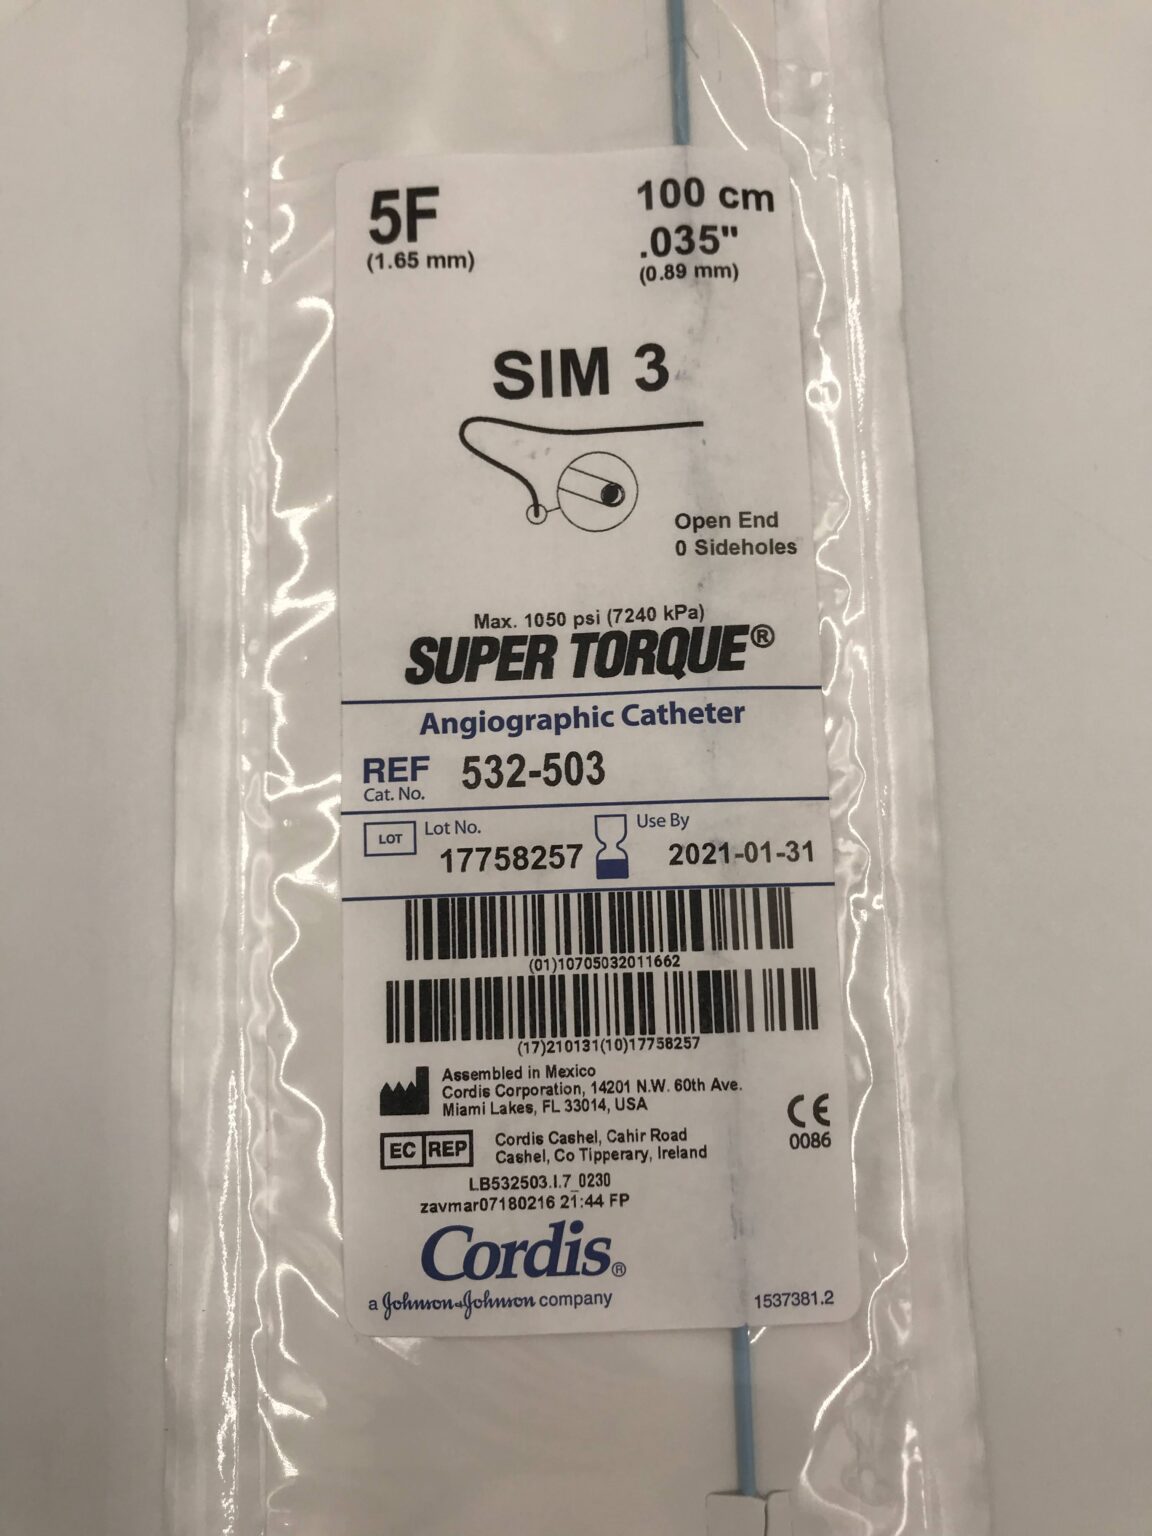 5F
(1.65 mm)
100 cm
.035"
(0.89 mm)
SIM 3
Open End
0 Sideholes
Max. 1050 psi (7240 kPa)
SUPER TORQUE®
Angiographic Catheter
REF 532-503
Cat. No.
LOT Lot No. 17758257
Use By 2021-01-31
(01)10705032011662
(17)210131(10)17758257
Assembled in Mexico
Cordis Corporation, 14201 N.W. 60th Ave.
Miami Lakes, FL 33014, USA
CE
0086
EC REP
Cordis Cashel, Cahir Road
Cashel, Co Tipperary, Ireland
LB532503.I.7_0230
zavmar07180216 21:44 FP
Cordis®
a Johnson & Johnson company
1537381.2